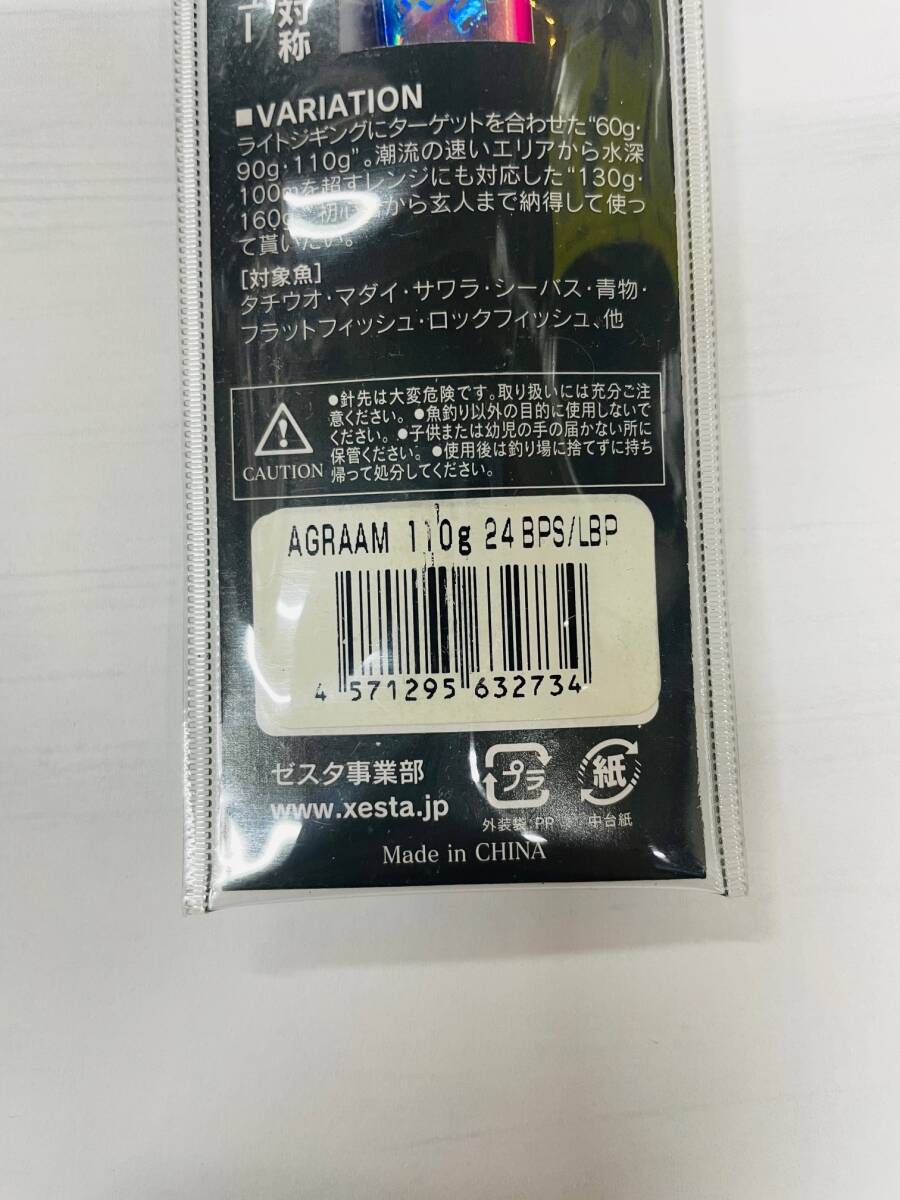 対称
ー
■VARIATION
ライトジギングにターゲットを合わせた“60g・
90g・110g”。潮流の速いエリアから水深
100mを超すレンジにも対応した“130g・
160g 初心 から玄人まで納得して使っ
て貰いたい。
[対象魚]
タチウオ・マダイ・サワラ・シーバス・青物・
フラットフィッシュ・ロックフィッシュ、他
●針先は大変危険です。取り扱いには充分ご注
意ください。●魚釣り以外の目的に使用しないで
ください。●子供または幼児の手の届かない所に
保管ください。●使用後は釣り場に捨てずに持ち
帰って処分してください。
CAUTION
AGRAAM 110g 24BPS/LBP
4 571295 632734
ゼスタ事業部
www.xesta.jp
プラ
紙
外装袋:PP
中台紙
Made in CHINA